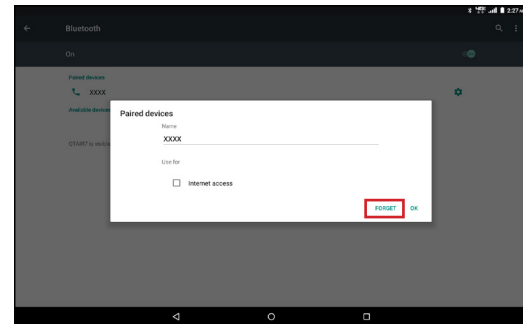 2:27
Bluetooth
On
Paired devices
XXXX
Available devices
Paired devices
Name
XXXX
Use for
Internet access
FORGET OK